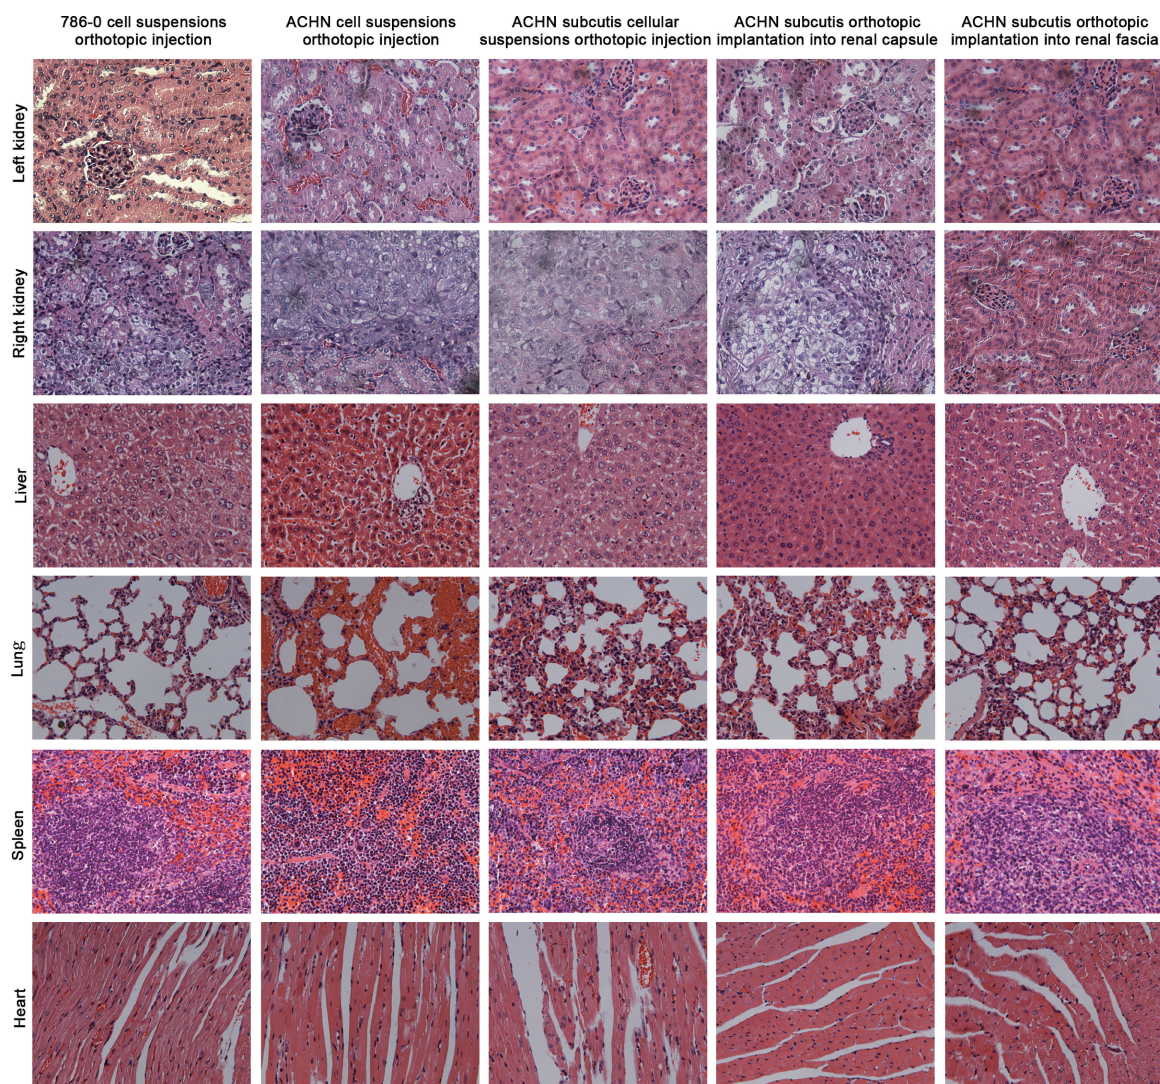 786-0 cell suspensions
orthotopic injection
ACHN cell suspensions
orthotopic injection
ACHN subcutis cellular
suspensions orthotopic injection
ACHN subcutis orthotopic
implantation into renal capsule
ACHN subcutis orthotopic
implantation into renal fascia
Left kidney
Right kidney
Liver
Lung
Spleen
Heart